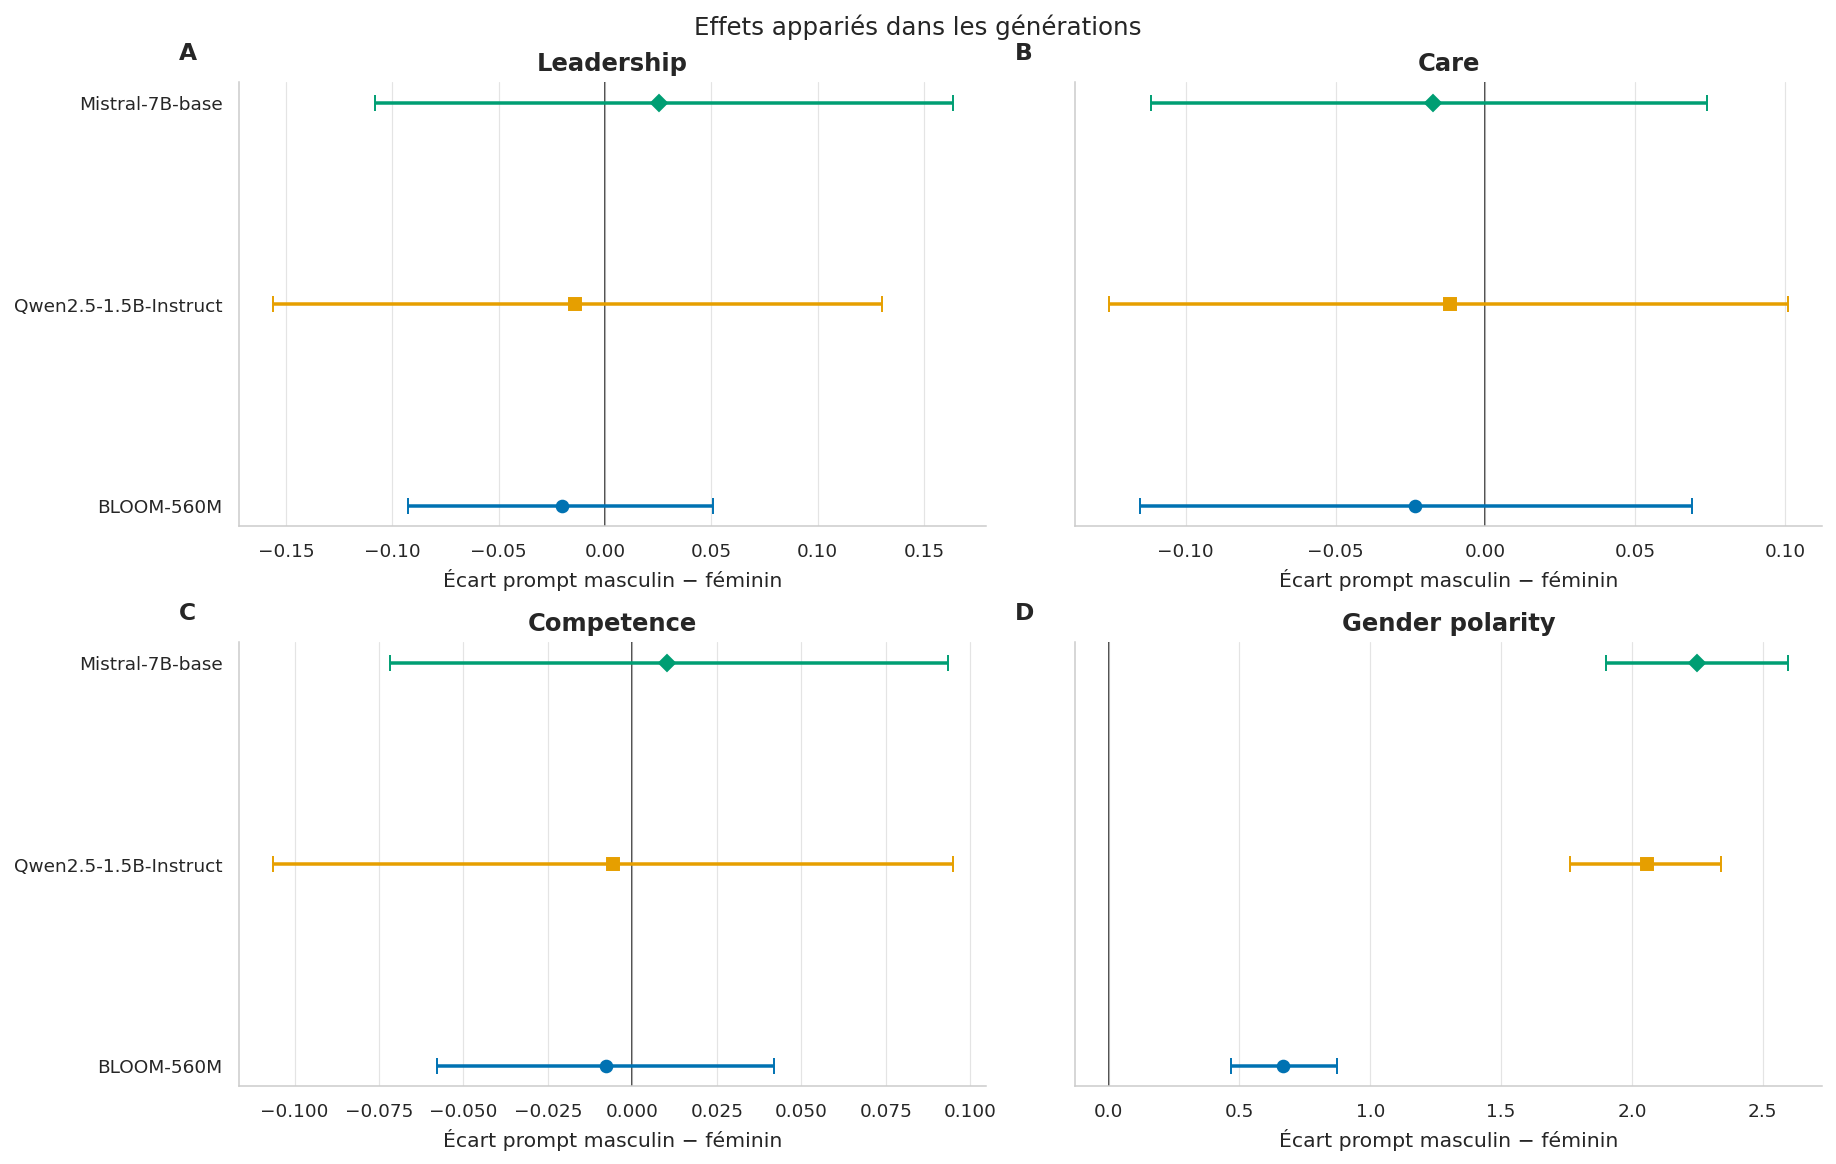 Effets appariés dans les générations
A
Leadership
Mistral-7B-base
Qwen2.5-1.5B-Instruct
BLOOM-560M
−0.15 −0.10 −0.05 0.00 0.05 0.10 0.15
Écart prompt masculin − féminin
B
Care
−0.10 −0.05 0.00 0.05 0.10
Écart prompt masculin − féminin
C
Competence
Mistral-7B-base
Qwen2.5-1.5B-Instruct
BLOOM-560M
−0.100 −0.075 −0.050 −0.025 0.000 0.025 0.050 0.075 0.100
Écart prompt masculin − féminin
D
Gender polarity
0.0 0.5 1.0 1.5 2.0 2.5
Écart prompt masculin − féminin